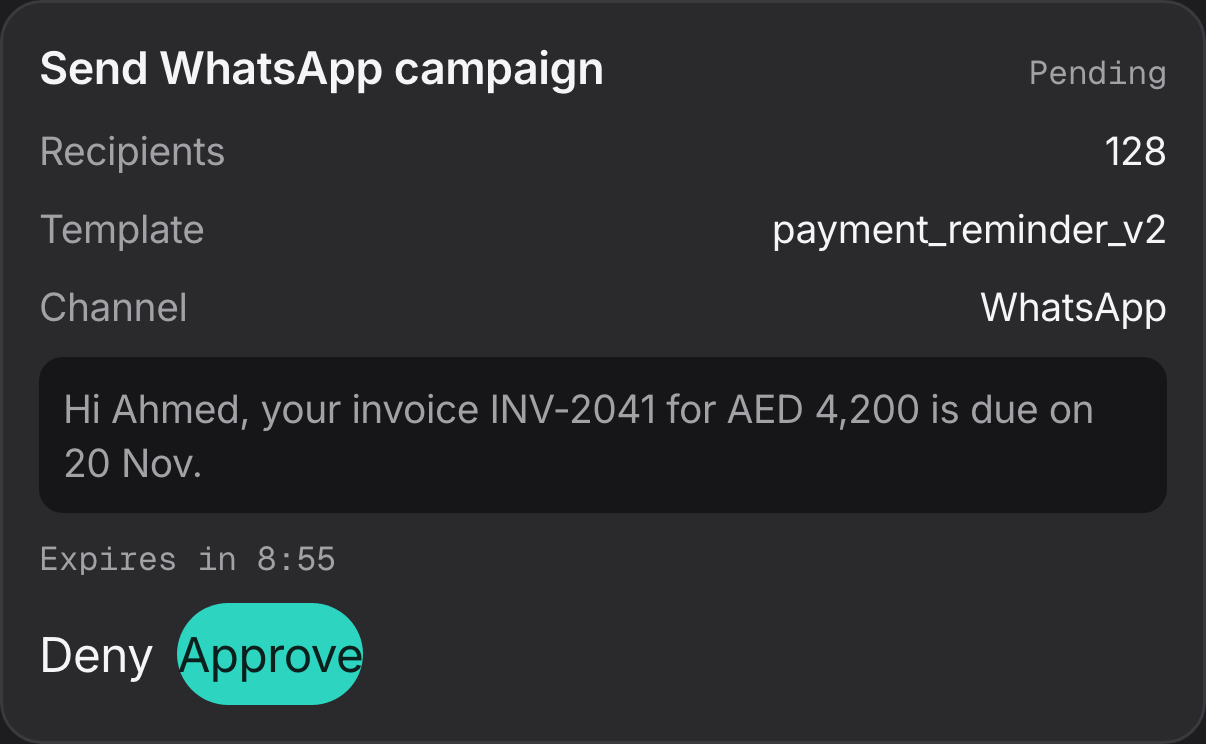 Send WhatsApp campaign
Pending
Recipients
128
Template
payment_reminder_v2
Channel
WhatsApp
Hi Ahmed, your invoice INV-2041 for AED 4,200 is due on
20 Nov.
Expires in 8:55
Deny
Approve